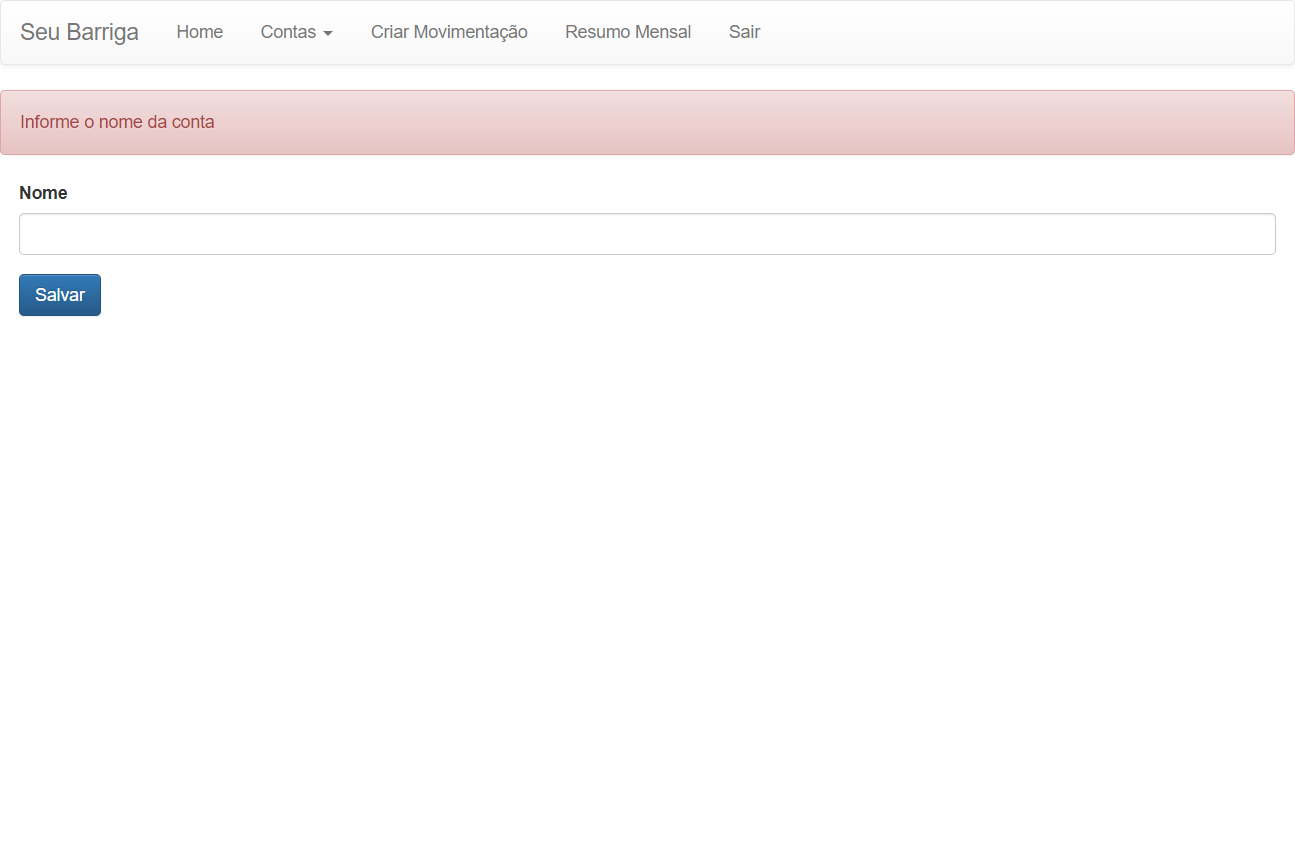 Seu Barriga Home Contas Criar Movimentação Resumo Mensal Sair
Informe o nome da conta
Nome
Salvar